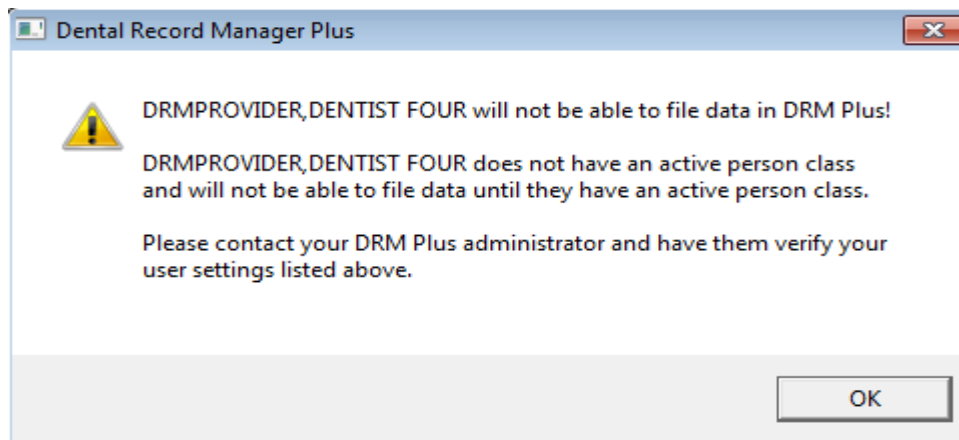 Dental Record Manager Plus
DRMPROVIDER,DENTIST FOUR will not be able to file data in DRM Plus!
DRMPROVIDER,DENTIST FOUR does not have an active person class
and will not be able to file data until they have an active person class.
Please contact your DRM Plus administrator and have them verify your
user settings listed above.
OK